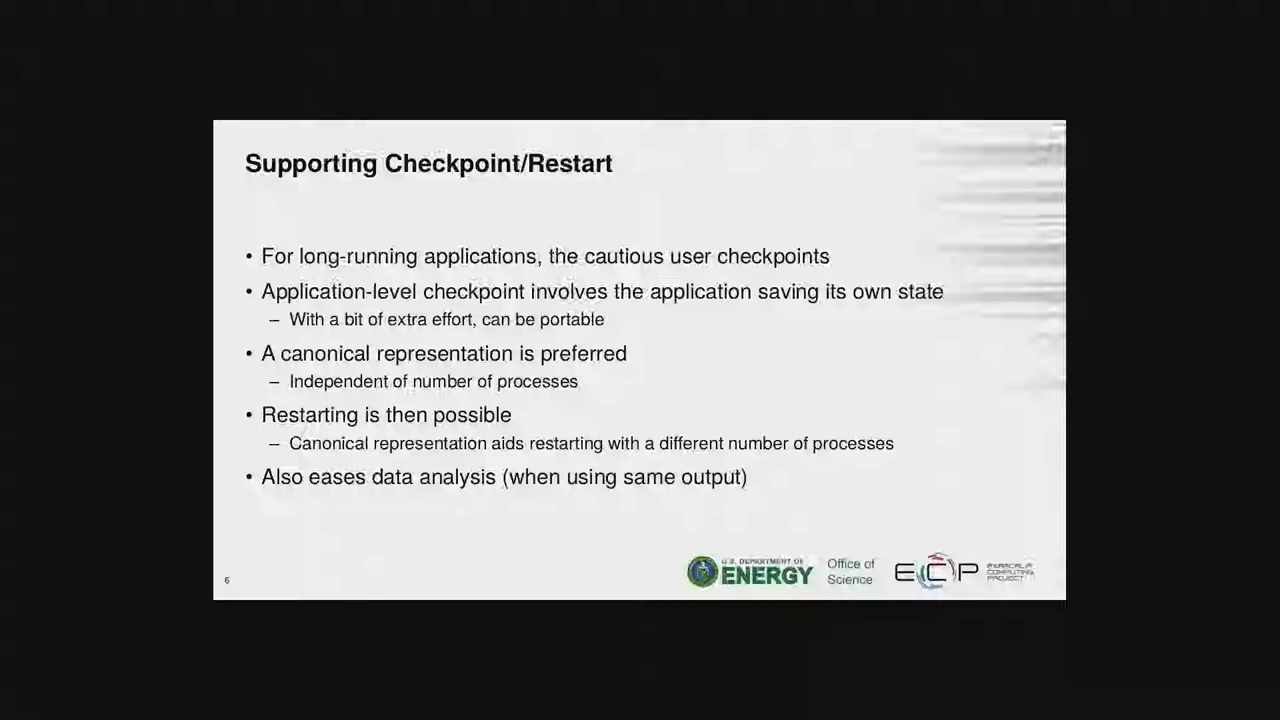 Supporting Checkpoint/Restart
• For long-running applications, the cautious user checkpoints
• Application-level checkpoint involves the application saving its own state
– With a bit of extra effort, can be portable
• A canonical representation is preferred
– Independent of number of processes
• Restarting is then possible
– Canonical representation aids restarting with a different number of processes
• Also eases data analysis (when using same output)
6
U.S. DEPARTMENT OF
ENERGY
Office of
Science
ECP
EXASCALE
COMPUTING
PROJECT